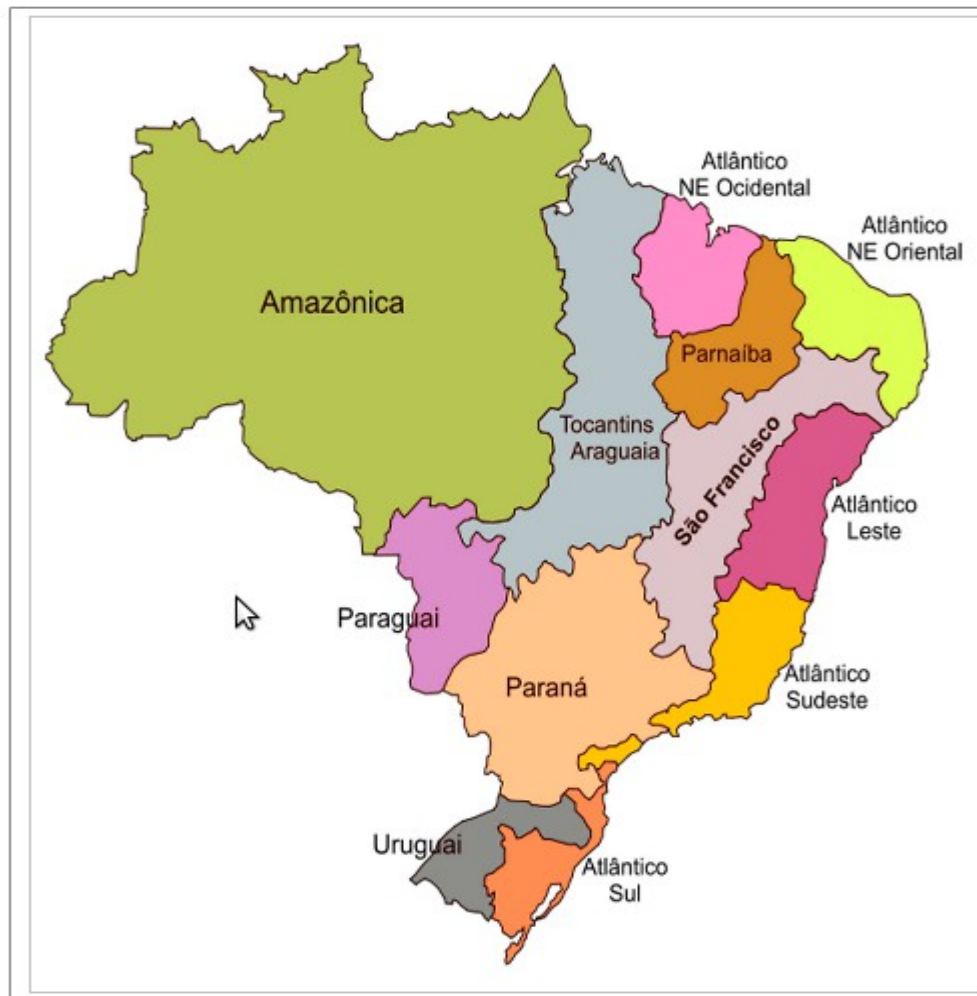 Atlântico
NE Ocidental
Atlântico
NE Oriental
Amazônica
Parnaíba
Tocantins
Araguaia
São Francisco
Atlântico
Leste
Paraguai
Paraná
Atlântico
Sudeste
Uruguai
Atlântico
Sul